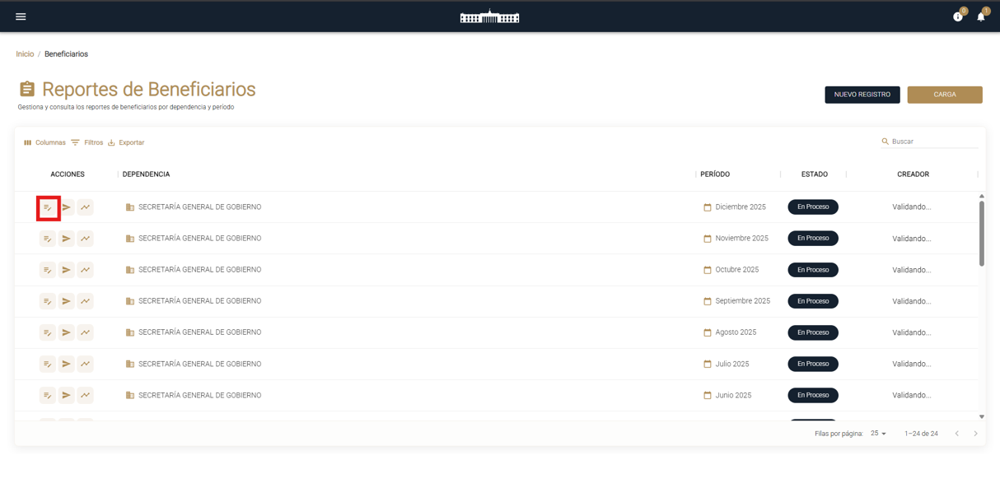 0
1
Inicio / Beneficiarios
Reportes de Beneficiarios
Gestiona y consulta los reportes de beneficiarios por dependencia y período
NUEVO REGISTRO
CARGA
Columnas Filtros Exportar
Buscar
ACCIONES DEPENDENCIA PERÍODO ESTADO CREADOR
SECRETARÍA GENERAL DE GOBIERNO Diciembre 2025 En Proceso Validando...
SECRETARÍA GENERAL DE GOBIERNO Noviembre 2025 En Proceso Validando...
SECRETARÍA GENERAL DE GOBIERNO Octubre 2025 En Proceso Validando...
SECRETARÍA GENERAL DE GOBIERNO Septiembre 2025 En Proceso Validando...
SECRETARÍA GENERAL DE GOBIERNO Agosto 2025 En Proceso Validando...
SECRETARÍA GENERAL DE GOBIERNO Julio 2025 En Proceso Validando...
SECRETARÍA GENERAL DE GOBIERNO Junio 2025 En Proceso Validando...
Filas por página: 25 1–24 de 24